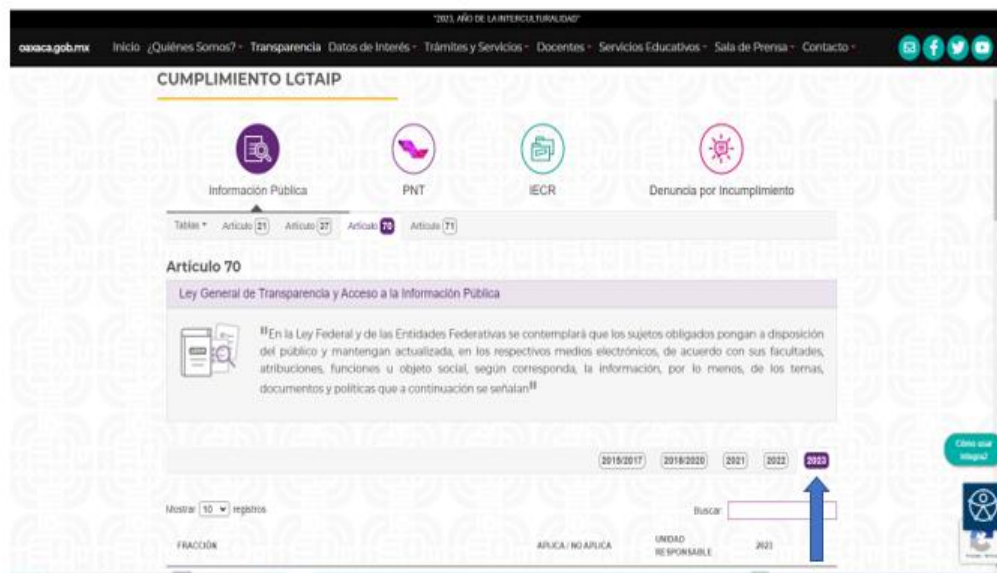 "2023, AÑO DE LA INTERCULTURALIDAD"
oaxaca.gob.mx Inicio ¿Quiénes Somos? Transparencia Datos de Interés Trámites y Servicios Docentes Servicios Educativos Sala de Prensa Contacto
CUMPLIMIENTO LGTAIP
Información Pública PNT IECR Denuncia por Incumplimiento
Tablas Artículo 21 Artículo 37 Artículo 70 Artículo 71
Artículo 70
Ley General de Transparencia y Acceso a la Información Pública
"En la Ley Federal y de las Entidades Federativas se contemplará que los sujetos obligados pongan a disposición
del público y mantengan actualizada, en los respectivos medios electrónicos, de acuerdo con sus facultades,
atribuciones, funciones u objeto social, según corresponda, la información, por lo menos, de los temas,
documentos y políticas que a continuación se señalan"
2015/2017 2018/2020 2021 2022 2023
Cómo usar
Integra2
Mostrar 10 registros Buscar
FRACCIÓN APLICA / NO APLICA UNIDAD RESPONSABLE 2023